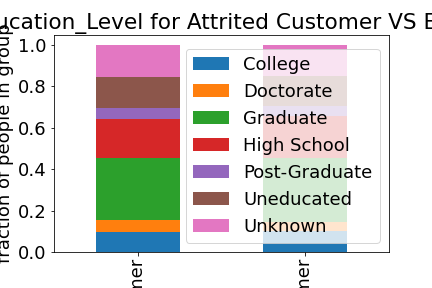 ucation_Level for Attrited Customer VS E
fraction of people in group
1.0
0.8
0.6
0.4
0.2
0.0
College
Doctorate
Graduate
High School
Post-Graduate
Uneducated
Unknown
mer
mer